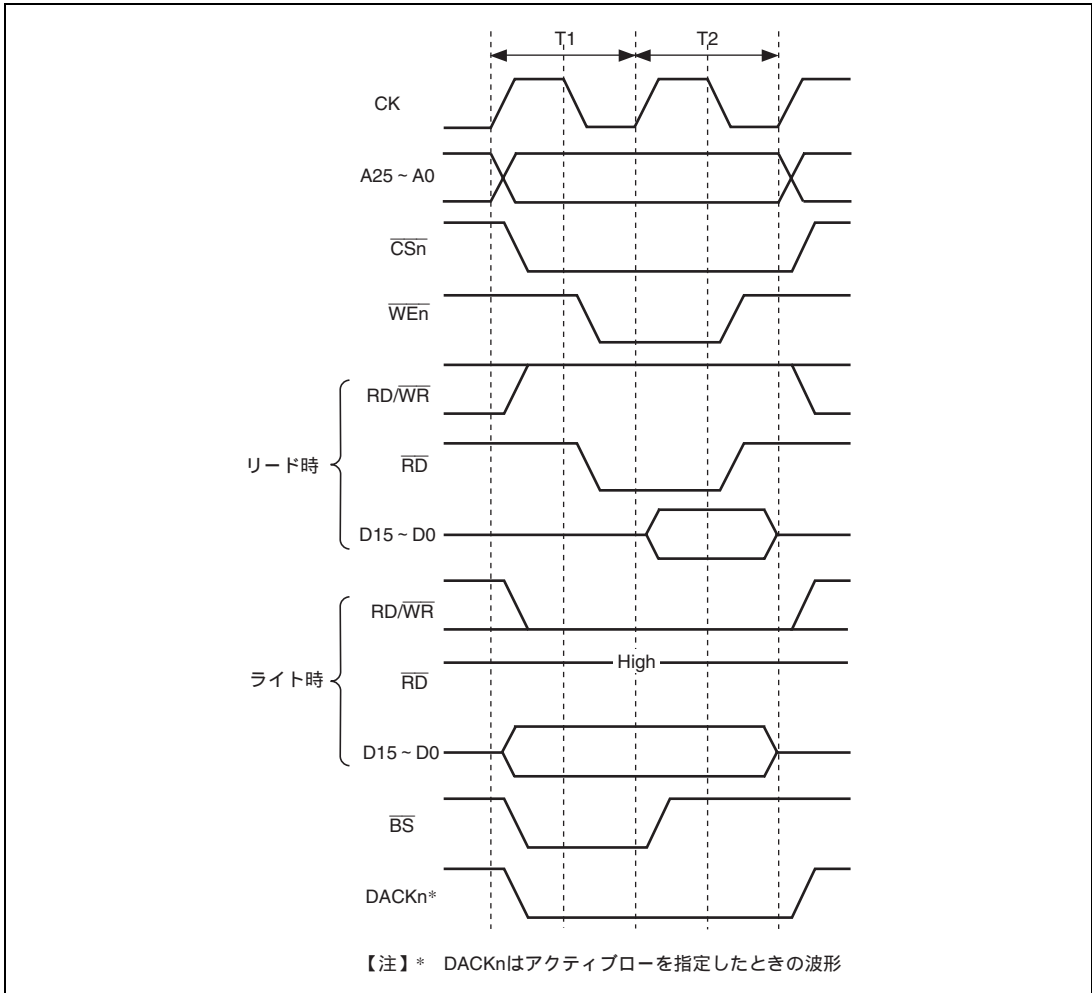 T1 T2
CK
A25 ~ A0
CSn
WEn
RD/WR
リード時
RD
D15 ~ D0
RD/WR
High
ライト時
RD
D15 ~ D0
BS
DACKn*
【注】* DACKnはアクティブローを指定したときの波形